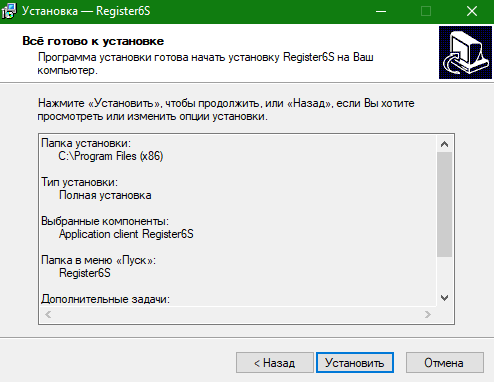 Установка — Register6S
Всё готово к установке
Программа установки готова начать установку Register6S на Ваш
компьютер.
Нажмите «Установить», чтобы продолжить, или «Назад», если Вы хотите
просмотреть или изменить опции установки.
Папка установки:
C:\Program Files (x86)
Тип установки:
Полная установка
Выбранные компоненты:
Application client Register6S
Папка в меню «Пуск»:
Register6S
Дополнительные задачи:
< Назад
Установить
Отмена